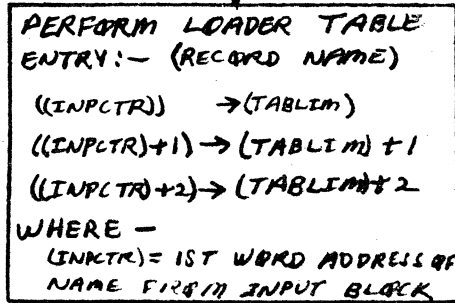 PERFORM LOADER TABLE
ENTRY:- (RECORD NAME)
((INPCTR)) →(TABLIM)
((INPCTR)+1)→(TABLIM)+1
((INPCTR)+2)→(TABLIM)+2
WHERE -
(INPCTR)= 1ST WORD ADDRESS OF
NAME FROM INPUT BLOCK